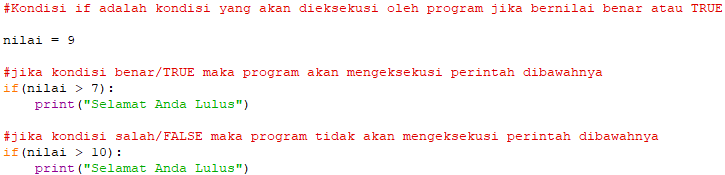 #Kondisi if adalah kondisi yang akan dieksekusi oleh program jika bernilai benar atau TRUE
nilai = 9
#jika kondisi benar/TRUE maka program akan mengeksekusi perintah dibawahnya
if(nilai > 7):
    print("Selamat Anda Lulus")
#jika kondisi salah/FALSE maka program tidak akan mengeksekusi perintah dibawahnya
if(nilai > 10):
    print("Selamat Anda Lulus")